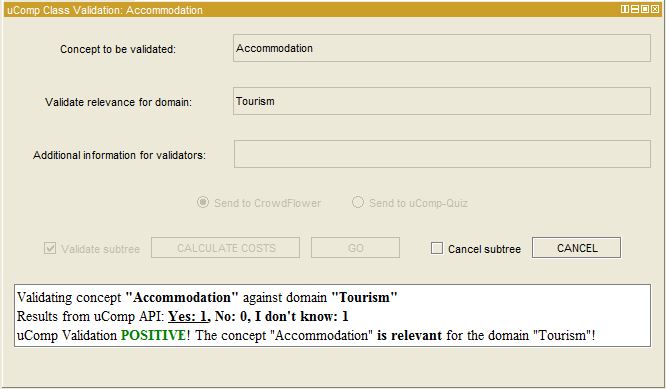 uComp Class Validation: Accommodation
Concept to be validated: Accommodation
Validate relevance for domain: Tourism
Additional information for validators:
Send to CrowdFlower Send to uComp-Quiz
Validate subtree CALCULATE COSTS GO Cancel subtree CANCEL
Validating concept "Accommodation" against domain "Tourism"
Results from uComp API: Yes: 1, No: 0, I don't know: 1
uComp Validation POSITIVE! The concept "Accommodation" is relevant for the domain "Tourism"!